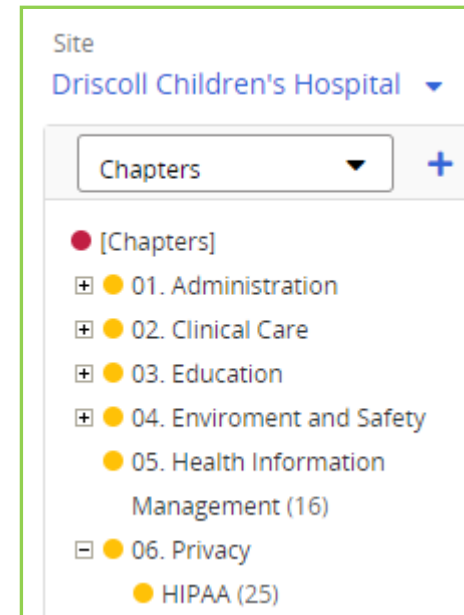 Site
Driscoll Children's Hospital
Chapters
[Chapters]
01. Administration
02. Clinical Care
03. Education
04. Enviroment and Safety
05. Health Information
Management (16)
06. Privacy
HIPAA (25)